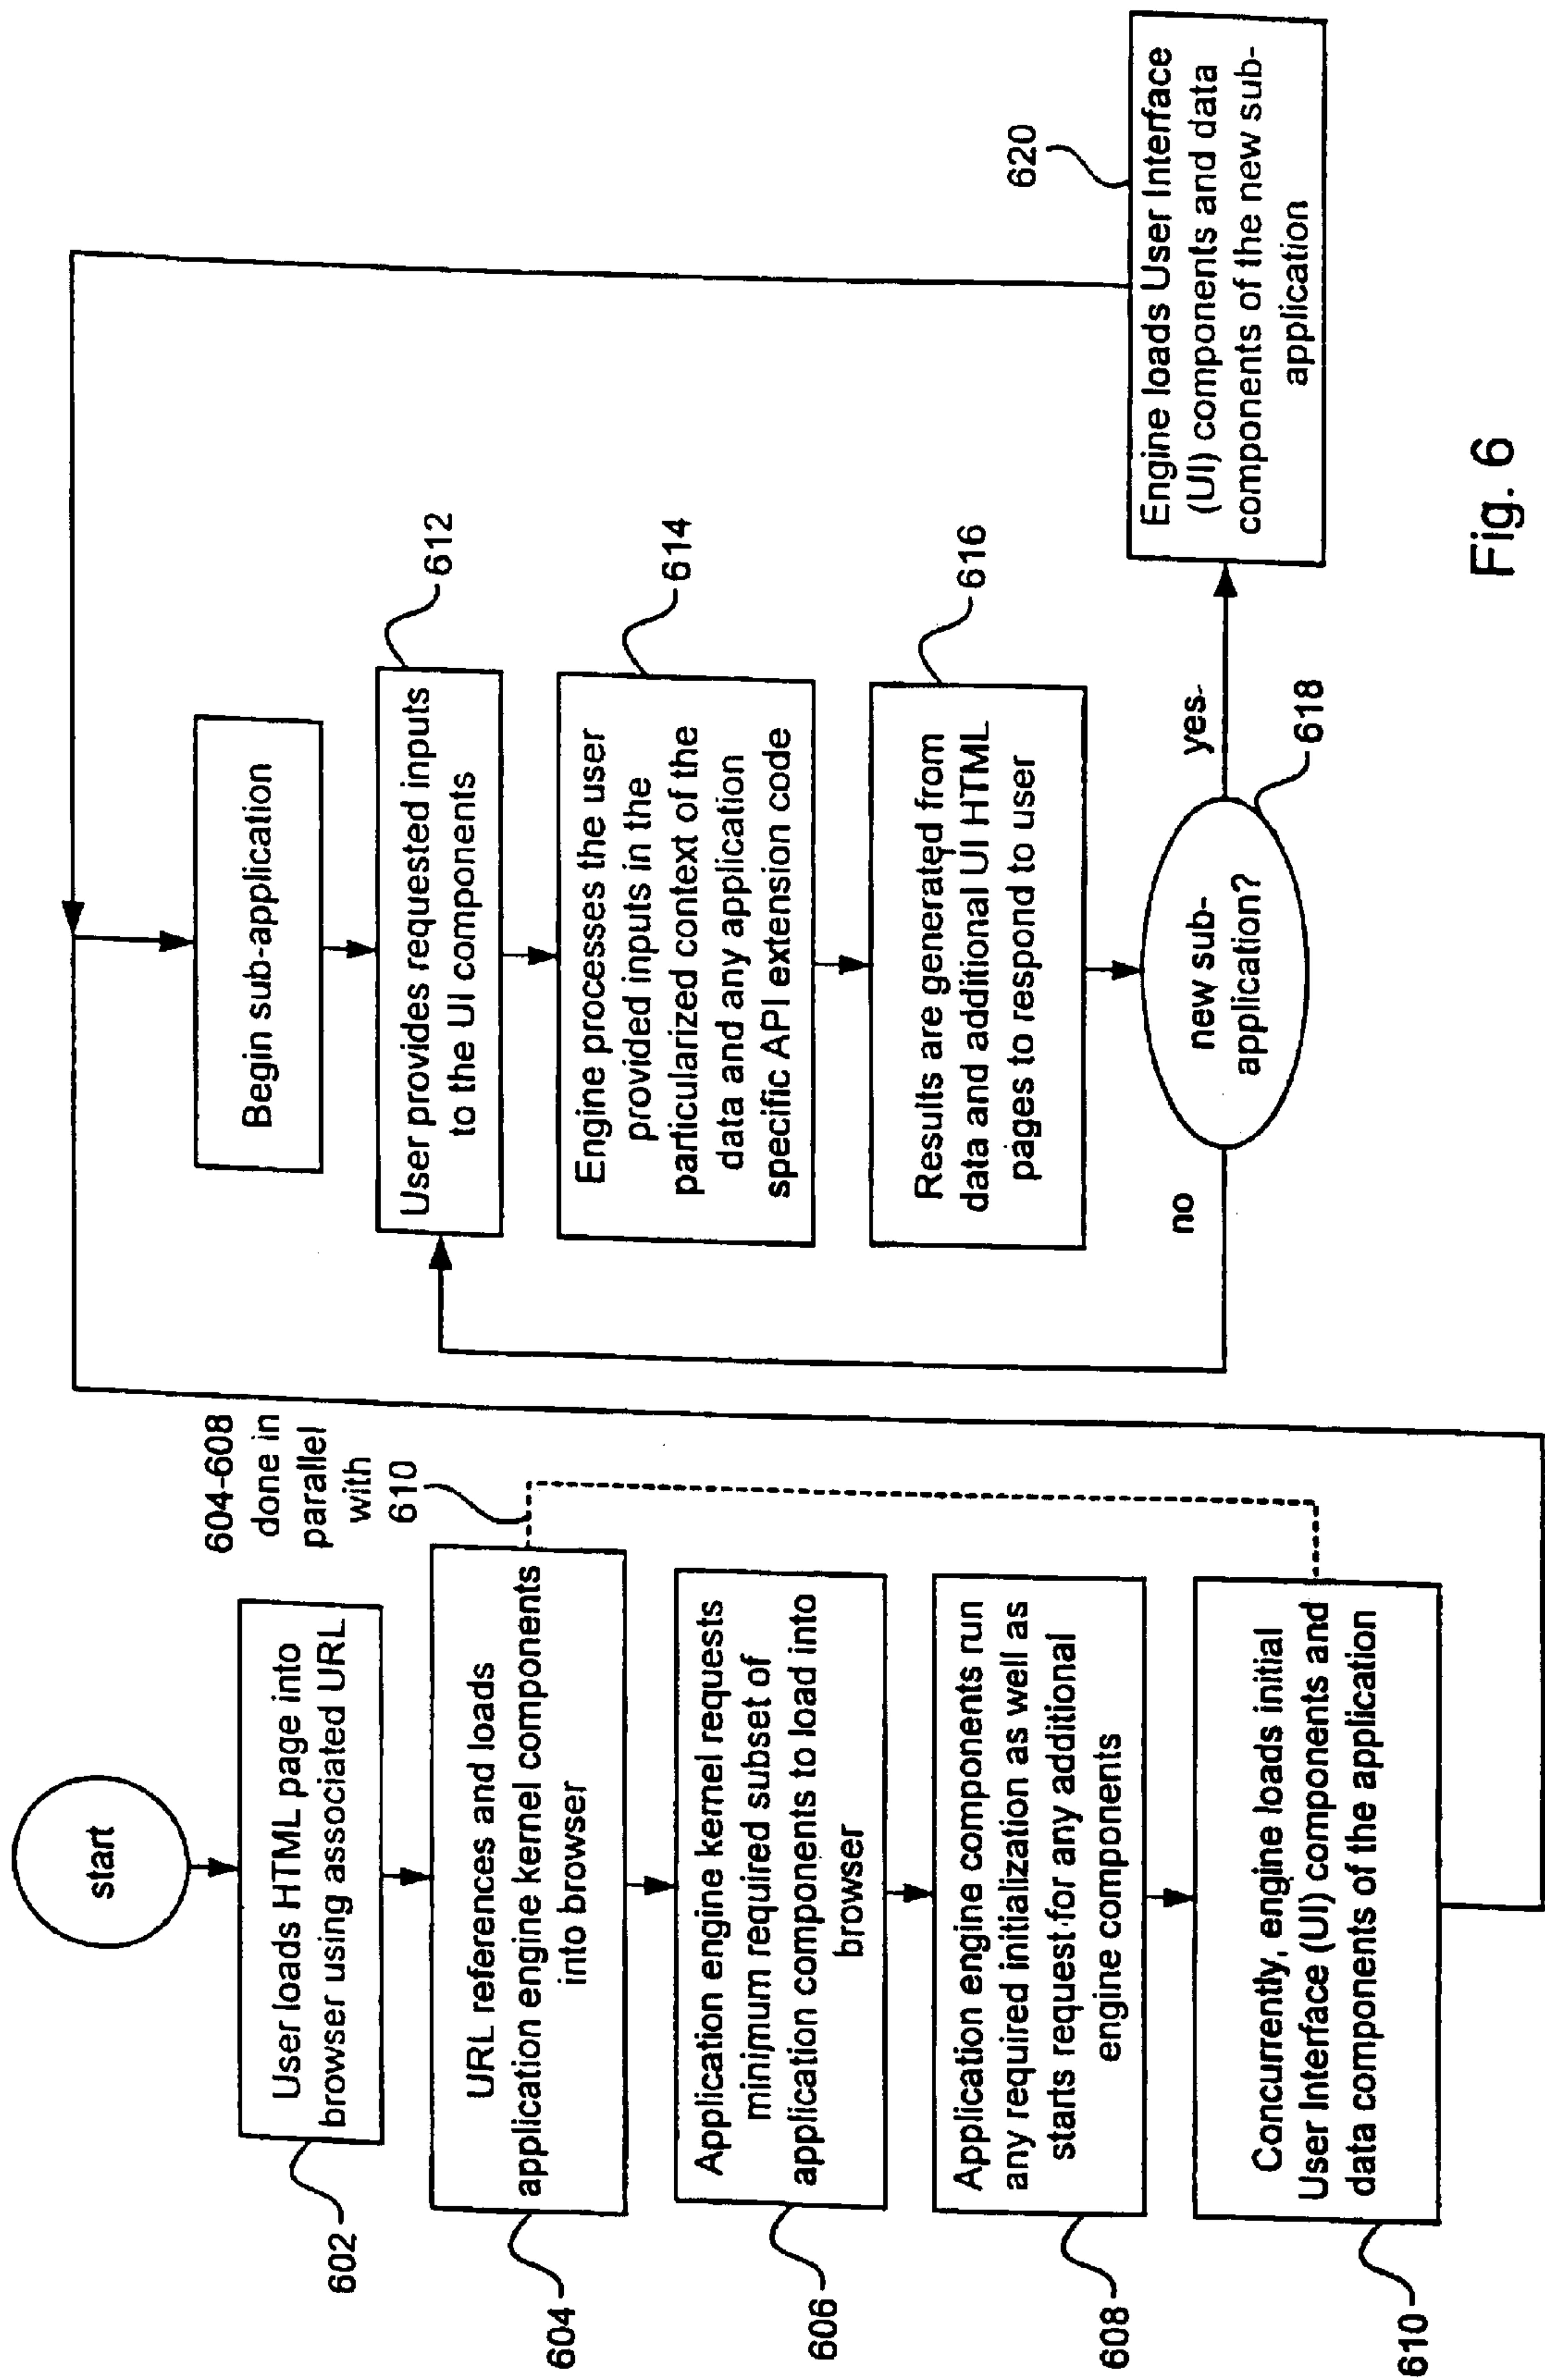 start
User loads HTML page into
browser using associated URL
602
604-608
done in
parallel
with
610
URL references and loads
application engine kernel components
into browser
604
Application engine kernel requests
minimum required subset of
application components to load into
browser
606
Application engine components run
any required initialization as well as
starts request for any additional
engine components
608
Concurrently, engine loads initial
User Interface (UI) components and
data components of the application
610
Begin sub-application
User provides requested inputs
to the UI components
612
Engine processes the user
provided inputs in the
particularized context of the
data and any application
specific API extension code
614
Results are generated from
data and additional UI HTML
pages to respond to user
616
new sub-
application?
618
no
yes
Engine loads User Interface
(UI) components and data
components of the new sub-
application
620
Fig. 6